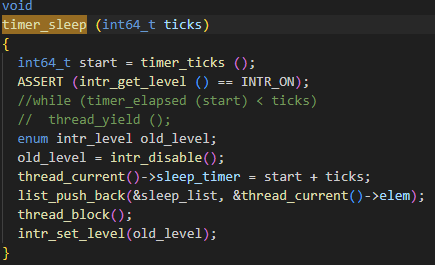 void
timer_sleep (int64_t ticks)
{
  int64_t start = timer_ticks ();
  ASSERT (intr_get_level () == INTR_ON);
  //while (timer_elapsed (start) < ticks)
  //  thread_yield ();
  enum intr_level old_level;
  old_level = intr_disable();
  thread_current()->sleep_timer = start + ticks;
  list_push_back(&sleep_list, &thread_current()->elem);
  thread_block();
  intr_set_level(old_level);
}